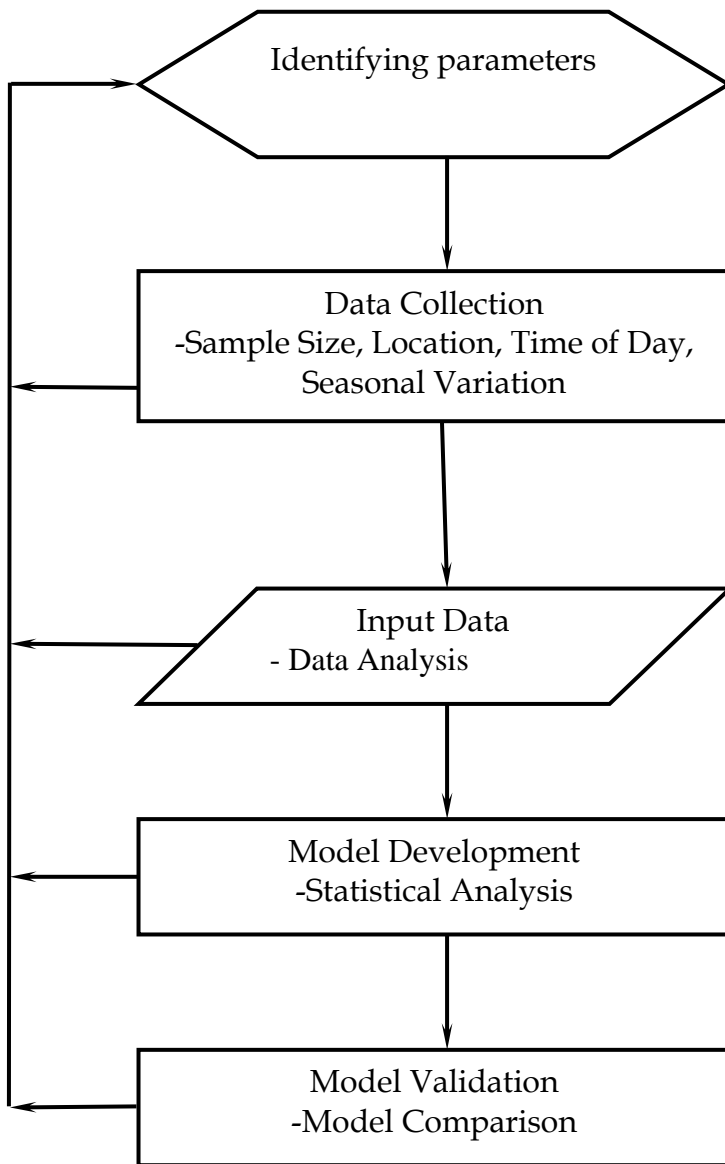 Identifying parameters
Data Collection
-Sample Size, Location, Time of Day,
Seasonal Variation
Input Data
- Data Analysis
Model Development
-Statistical Analysis
Model Validation
-Model Comparison